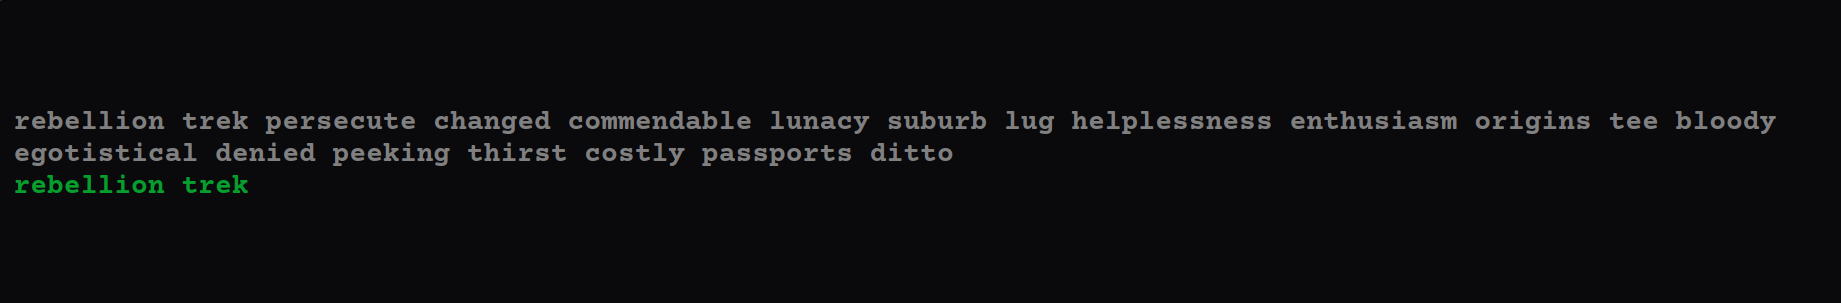 rebellion trek persecute changed commendable lunacy suburb lug helplessness enthusiasm origins tee bloody
egotistical denied peeking thirst costly passports ditto
rebellion trek